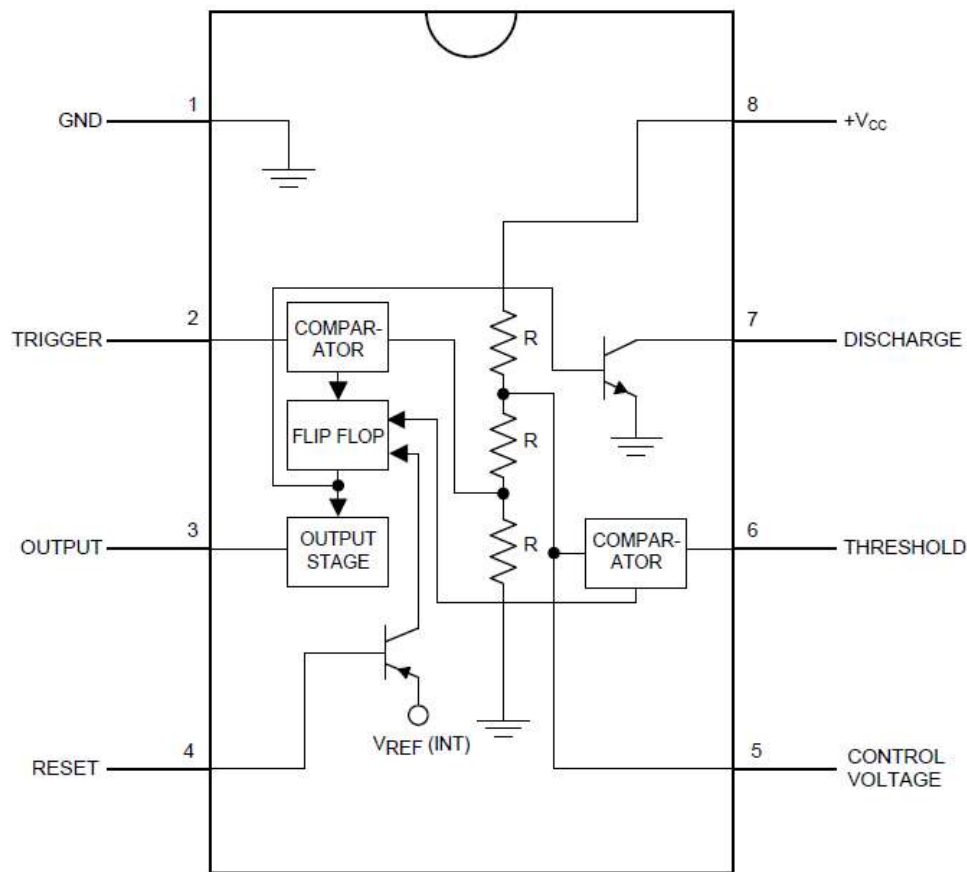 1
GND
8
+VCC
2
TRIGGER
COMPAR-
ATOR
R
7
DISCHARGE
FLIP FLOP
R
3
OUTPUT
OUTPUT
STAGE
R
COMPAR-
ATOR
6
THRESHOLD
VREF (INT)
4
RESET
5
CONTROL
VOLTAGE